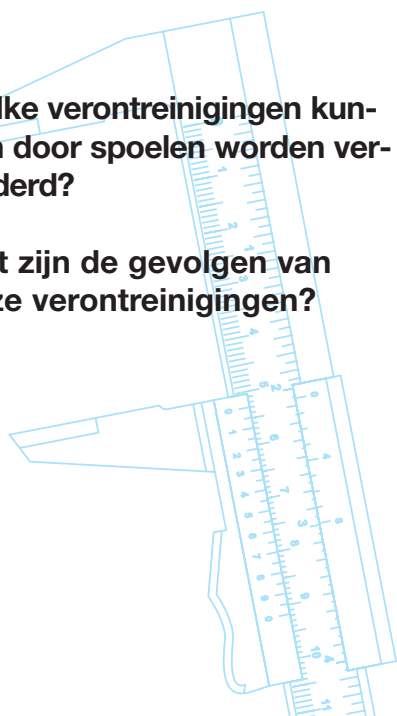 lke verontreinigingen kun-
n door spoelen worden ver-
derd?
t zijn de gevolgen van
ze verontreinigingen?